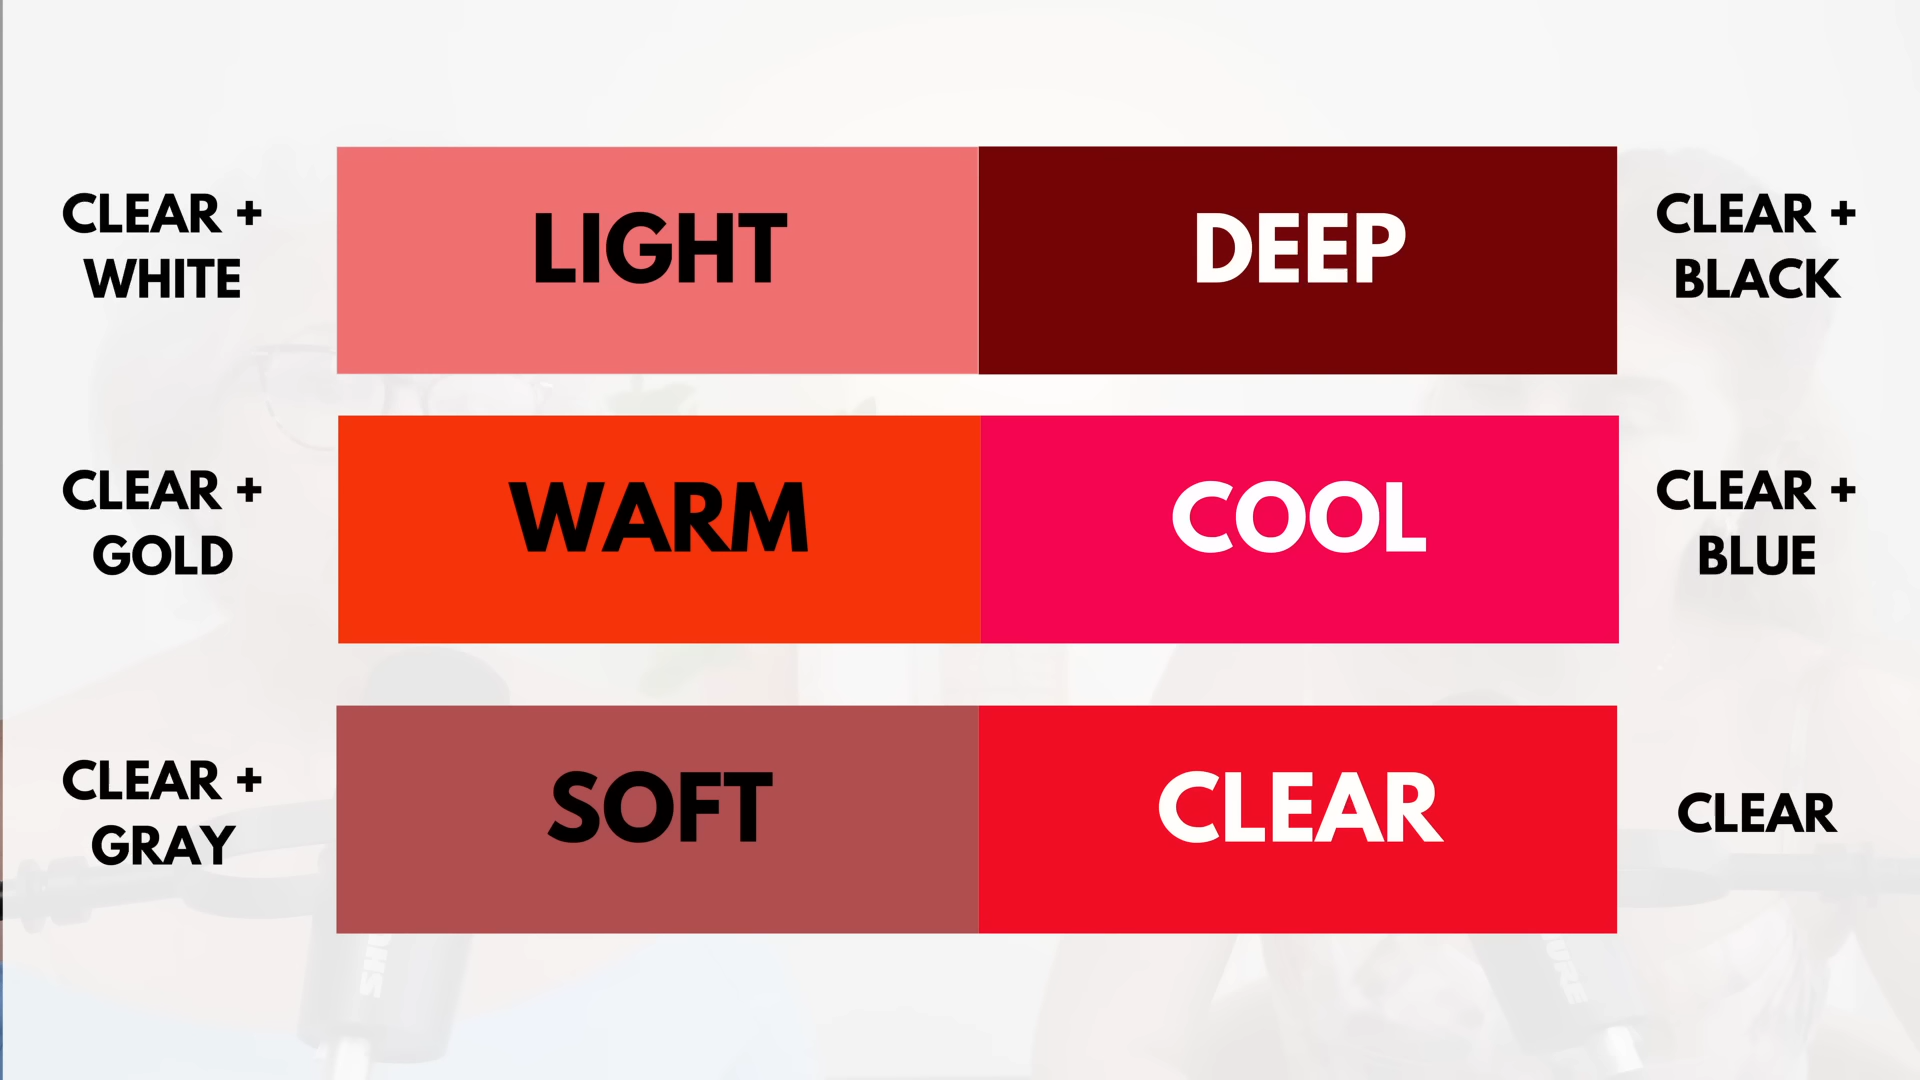 CLEAR +
WHITE
LIGHT
DEEP
CLEAR +
BLACK
CLEAR +
GOLD
WARM
COOL
CLEAR +
BLUE
CLEAR +
GRAY
SOFT
CLEAR
CLEAR